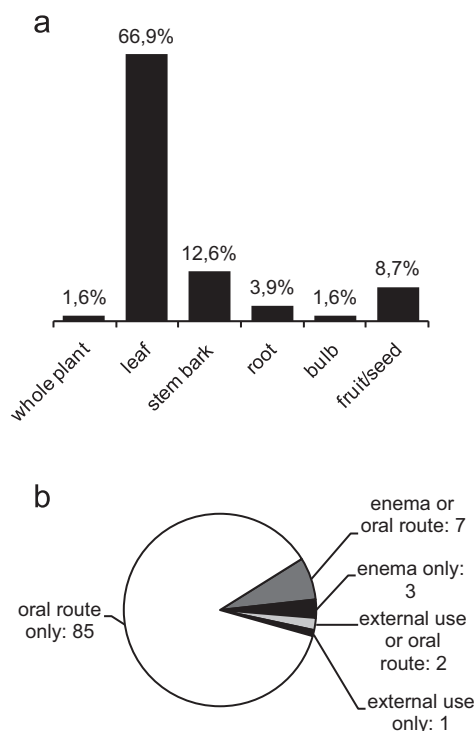 a
66,9%
12,6%
8,7%
3,9%
1,6%
1,6%
whole plant
leaf
stem bark
root
bulb
fruit/seed
b
enema or
oral route: 7
enema only:
3
external use
or oral
route: 2
external use
only: 1
oral route
only: 85